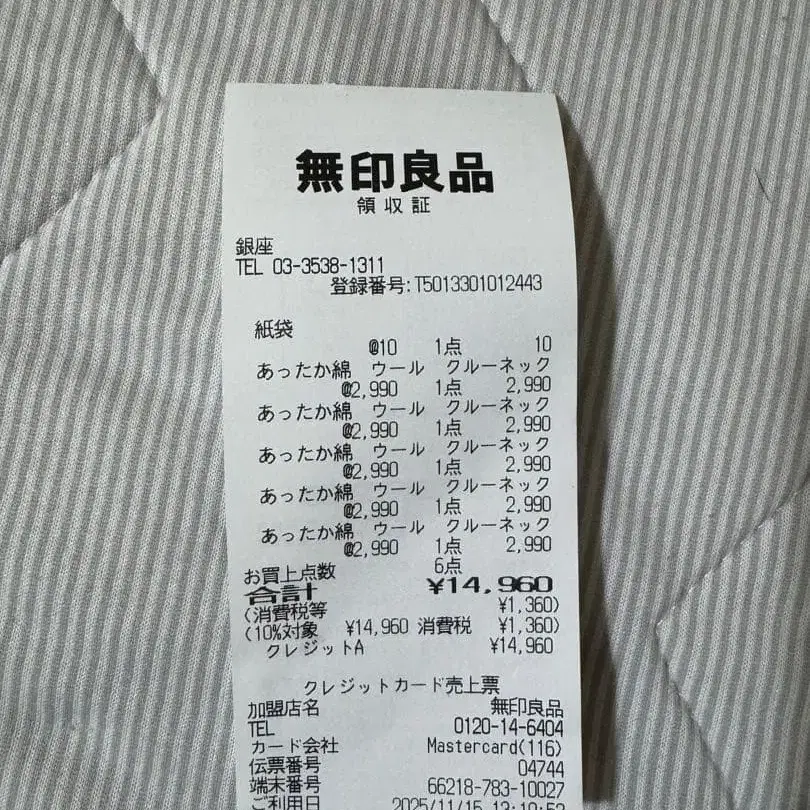 無印良品
領収証
銀座
TEL 03-3538-1311
登録番号:T5013301012443
紙袋
@10 1点 10
あったか綿 ウール クルーネック
@2,990 1点 2,990
あったか綿 ウール クルーネック
@2,990 1点 2,990
あったか綿 ウール クルーネック
@2,990 1点 2,990
あったか綿 ウール クルーネック
@2,990 1点 2,990
あったか綿 ウール クルーネック
@2,990 1点 2,990
お買上点数 6点
合計 ¥14,960
(消費税等 ¥1,360)
(10%対象 ¥14,960 消費税 ¥1,360)
クレジットA ¥14,960
クレジットカード売上票
加盟店名 無印良品
TEL 0120-14-6404
カード会社 Mastercard(116)
伝票番号 04744
端末番号 66218-783-10027
ご利用日 2025/11/15